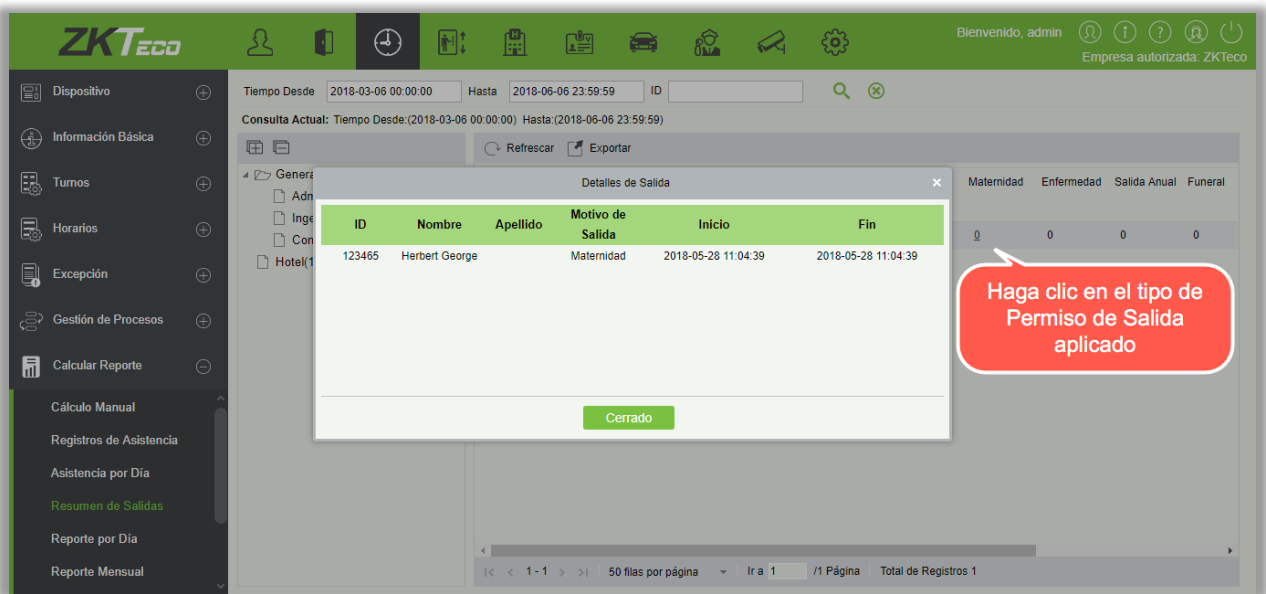 ZKTeco
Bienvenido, admin
Empresa autorizada: ZKTeco
Dispositivo
Información Básica
Turnos
Horarios
Excepción
Gestión de Procesos
Calcular Reporte
Cálculo Manual
Registros de Asistencia
Asistencia por Día
Resumen de Salidas
Reporte por Día
Reporte Mensual
Tiempo Desde 2018-03-06 00:00:00 Hasta 2018-06-06 23:59:59 ID
Consulta Actual: Tiempo Desde:(2018-03-06 00:00:00) Hasta:(2018-06-06 23:59:59)
Refrescar Exportar
Genera
Adn
Inge
Con
Hotel(1
Maternidad Enfermedad Salida Anual Funeral
0 0 0 0
Detalles de Salida ×
ID Nombre Apellido Motivo de Salida Inicio Fin
123465 Herbert George Maternidad 2018-05-28 11:04:39 2018-05-28 11:04:39
Cerrado
Haga clic en el tipo de
Permiso de Salida
aplicado
1 - 1 50 filas por página Ir a 1 /1 Página Total de Registros 1